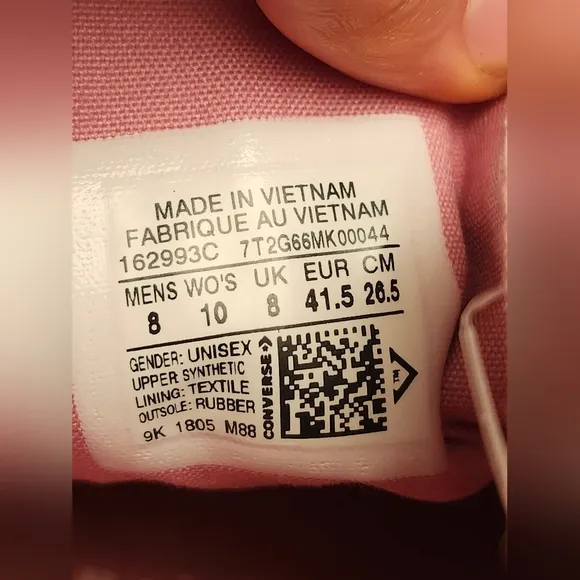 MADE IN VIETNAM
FABRIQUE AU VIETNAM
162993C 7T2G66MK00044
MENS WO'S UK EUR CM
8 10 8 41.5 26.5
GENDER: UNISEX
UPPER: SYNTHETIC
LINING: TEXTILE
OUTSOLE: RUBBER
9K 1805 M88
CONVERSE
TM